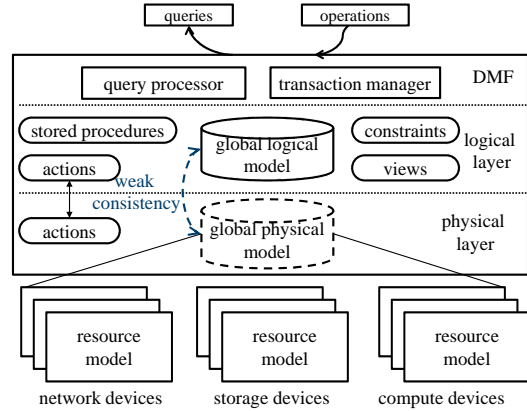 queries
operations
query processor
transaction manager
DMF
stored procedures
global logical
model
constraints
logical
layer
actions
views
weak
consistency
actions
global physical
model
physical
layer
resource
model
resource
model
resource
model
network devices
storage devices
compute devices